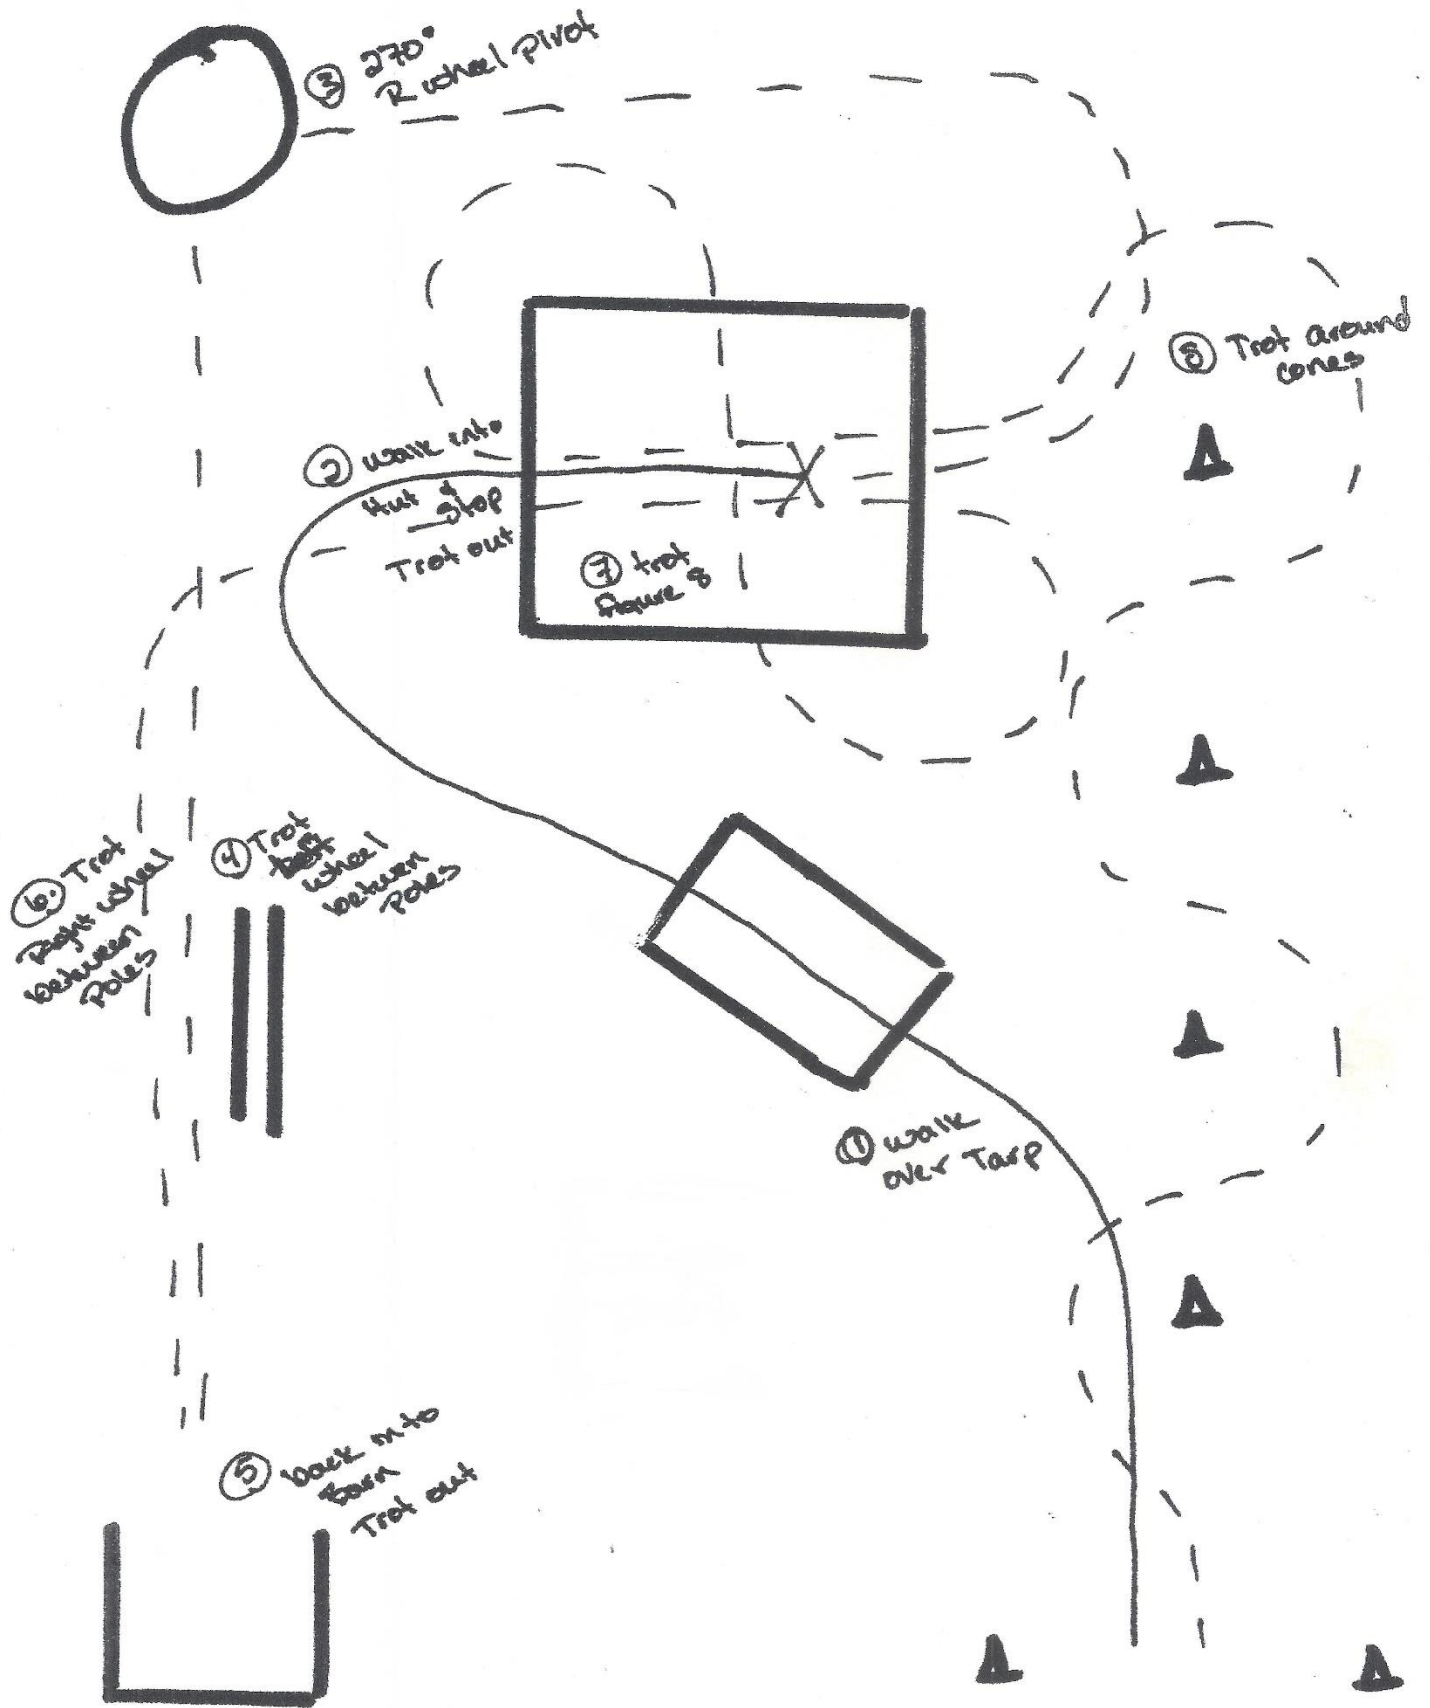 ③ 270°
R wheel Pivot
⑧ Trot around
cones
② walk into
Hut &
→ Stop
Trot out
⑦ trot
figure 8
④ Trot
wheel
between
Poles
⑥. Trot
Right wheel
between
Poles
① walk
over Tarp
⑤ back into
Barn
Trot out